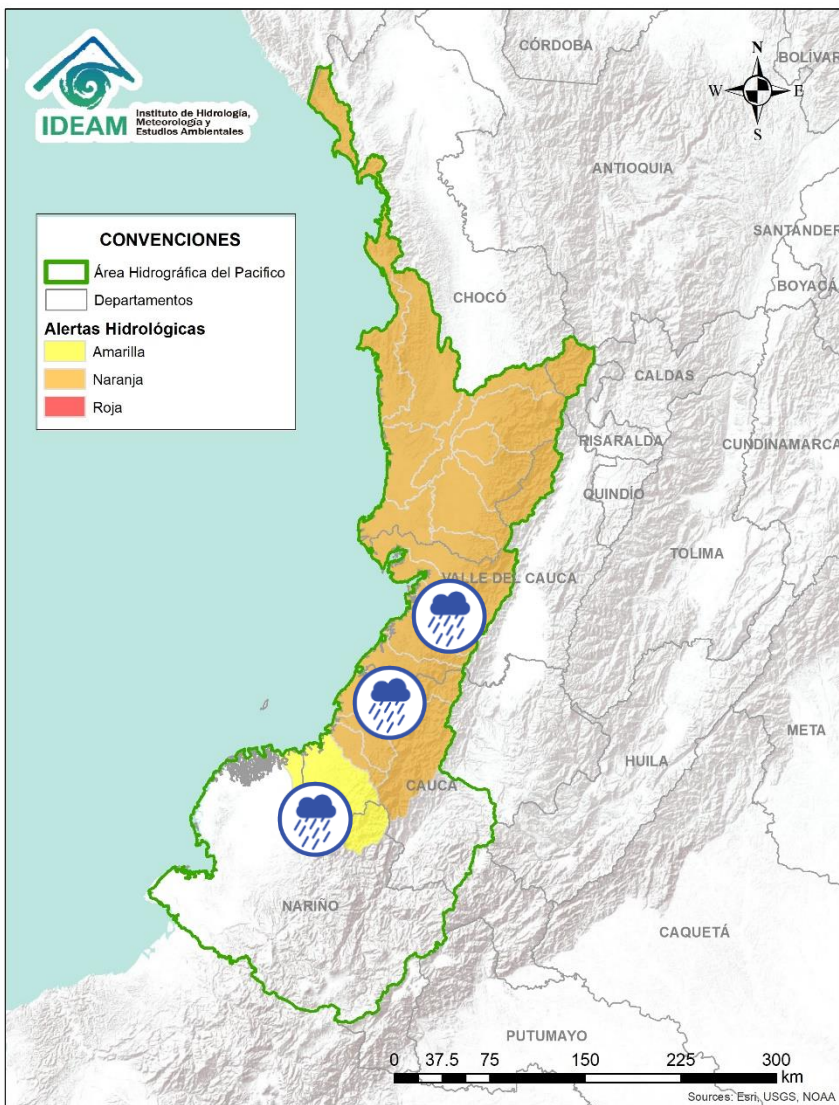 IDEAM
Instituto de Hidrología,
Meteorología y
Estudios Ambientales
CÓRDOBA
BOLÍVAR
N
W
E
S
ANTIOQUIA
SANTANDER
BOYACÁ
CONVENCIONES
Área Hidrográfica del Pacifico
Departamentos
Alertas Hidrológicas
Amarilla
Naranja
Roja
CHOCÓ
CALDAS
RISARALDA
CUNDINAMARCA
QUINDÍO
TOLIMA
VALLE DEL CAUCA
META
HUILA
CAUCA
NARIÑO
CAQUETÁ
PUTUMAYO
0 37.5 75 150 225 300
km
Sources: Esri, USGS, NOAA